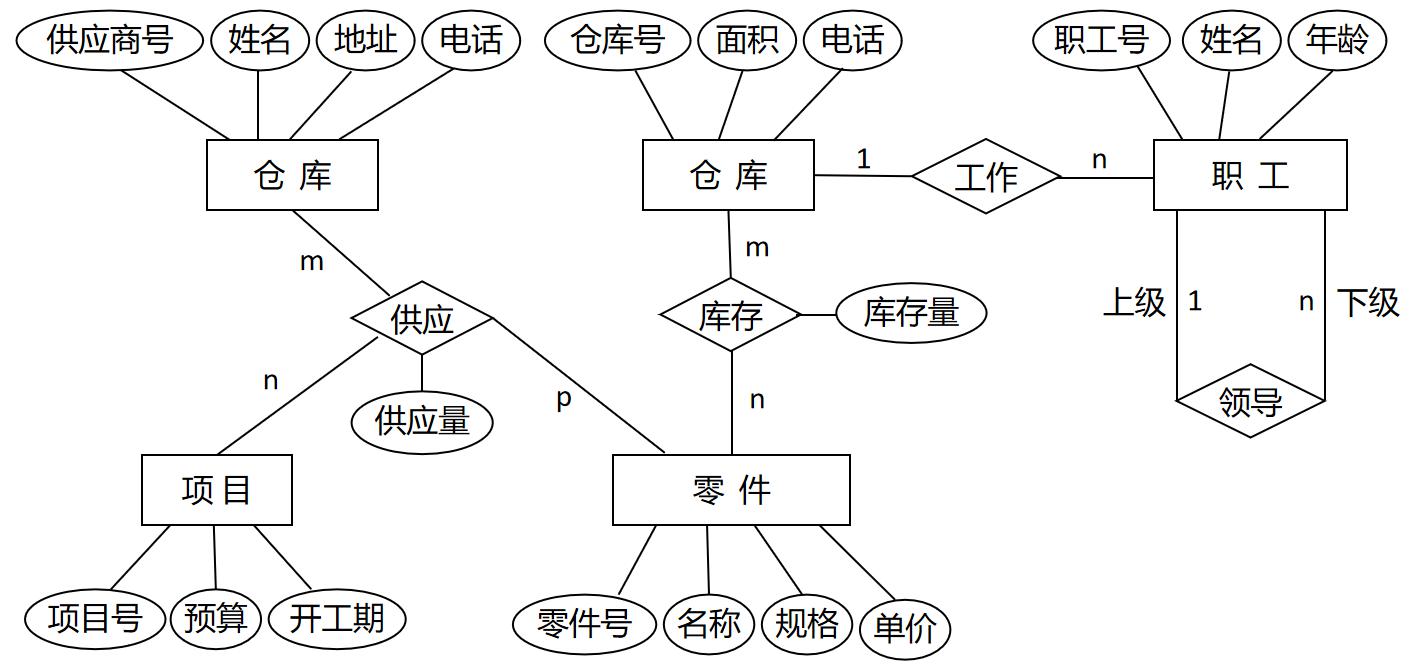 供应商号 姓名 地址 电话 仓库号 面积 电话 职工号 姓名 年龄
仓 库 仓 库 1 工作 n 职 工
m m
供应 库存 库存量 上级 1 n 下级
n 供应量 p n 领导
项 目 零 件
项目号 预算 开工期 零件号 名称 规格 单价